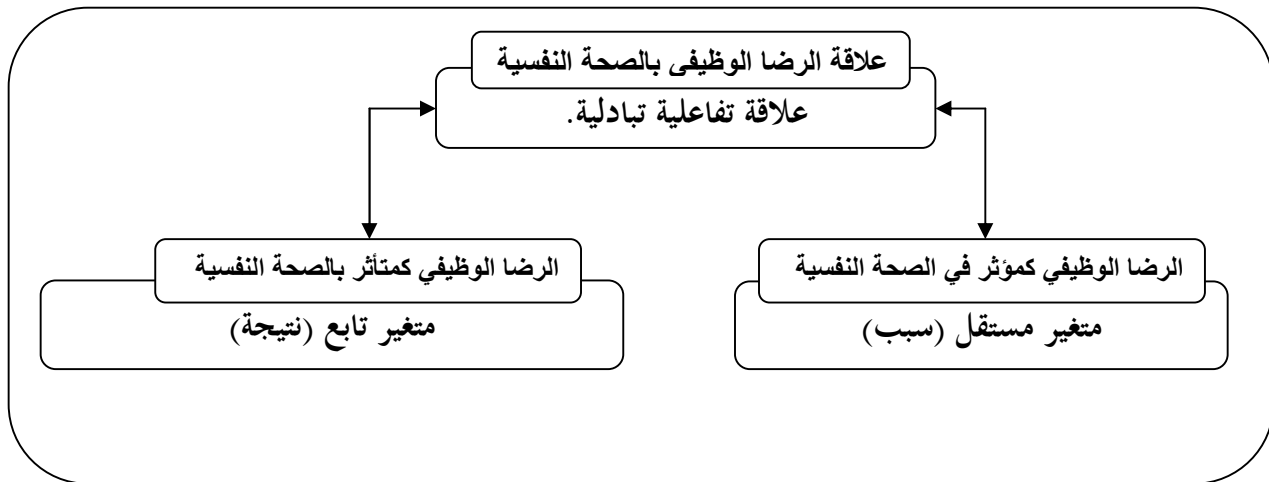 علاقة الرضا الوظيفى بالصحة النفسية
علاقة تفاعلية تبادلية.
الرضا الوظيفي كمؤثر في الصحة النفسية
متغير مستقل (سبب)
الرضا الوظيفي كمتأثر بالصحة النفسية
متغير تابع (نتيجة)